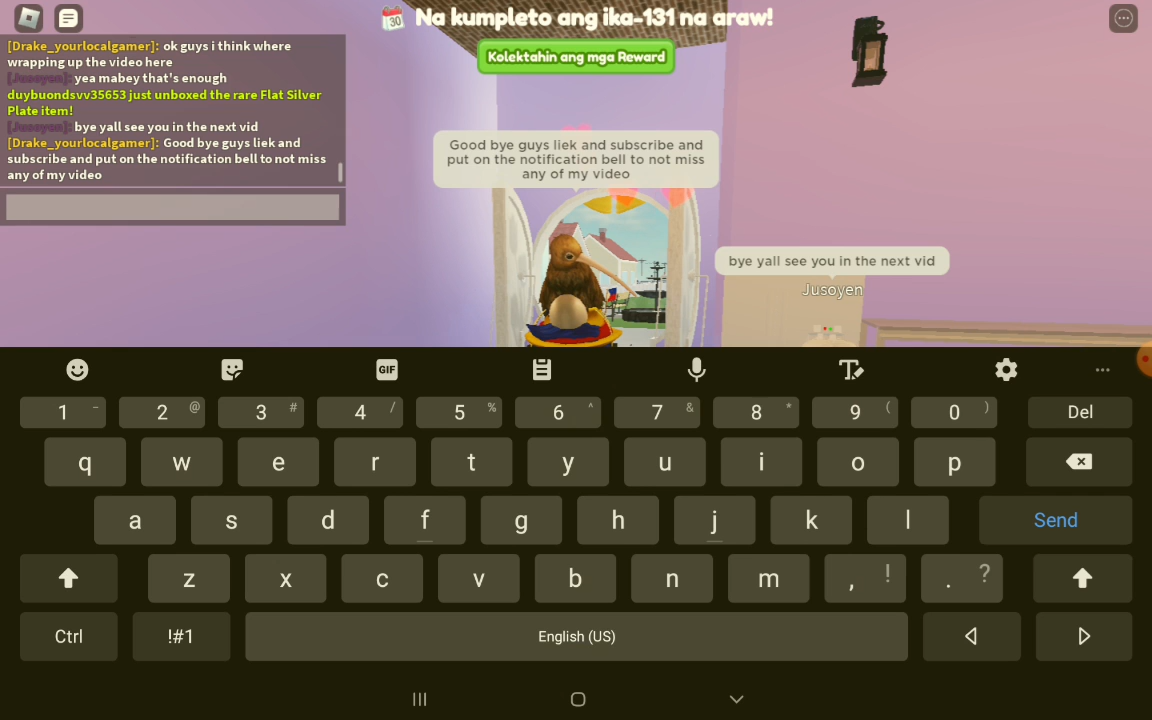 30
Na kumpleto ang ika-131 na araw!
Kolektahin ang mga Reward
[Drake_yourlocalgamer]: ok guys i think where
wrapping up the video here
[Jusoyen]: yea mabey that's enough
duybuondsvv35653 just unboxed the rare Flat Silver
Plate item!
[Jusoyen]: bye yall see you in the next vid
[Drake_yourlocalgamer]: Good bye guys liek and
subscribe and put on the notification bell to not miss
any of my video
Good bye guys liek and subscribe and
put on the notification bell to not miss
any of my video
bye yall see you in the next vid
Jusoyen
GIF T
1 - 2 @ 3 # 4 / 5 % 6 ^ 7 & 8 * 9 ( 0 ) Del
q w e r t y u i o p
a s d f g h j k l Send
z x c v b n m , ! . ?
Ctrl !#1 English (US)